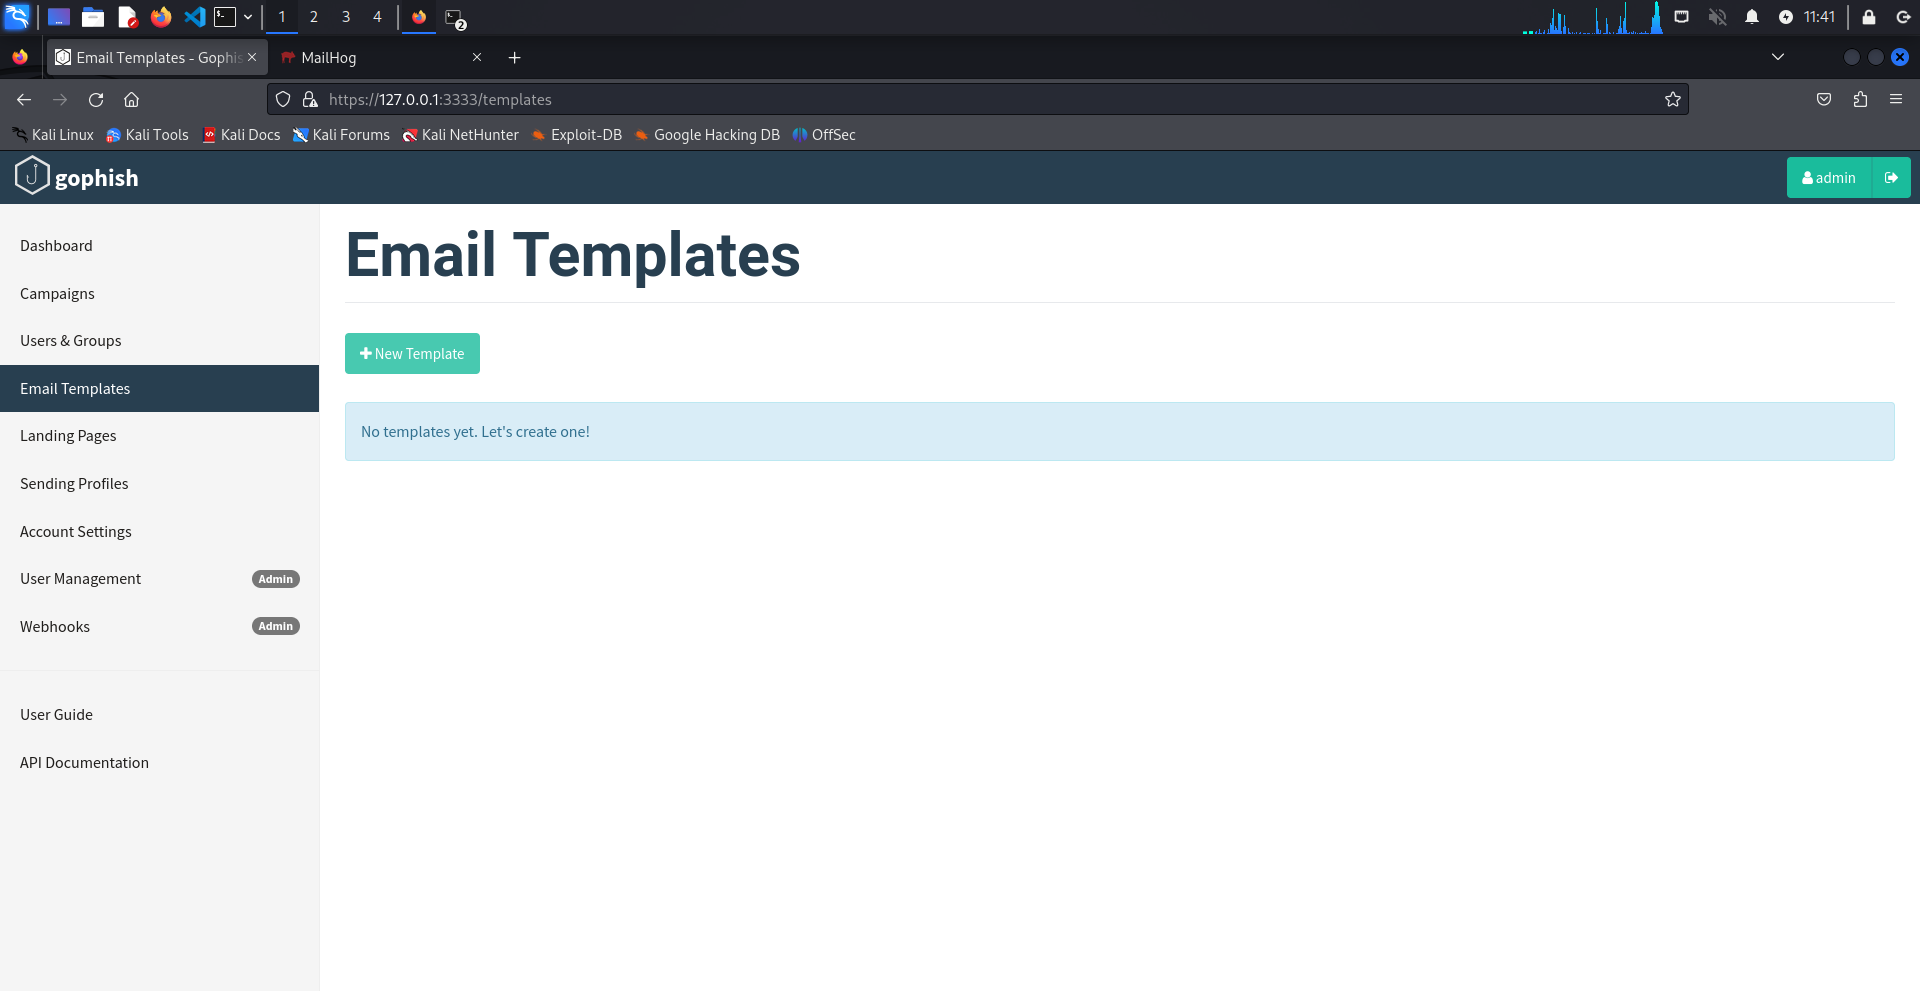 1 2 3 4 2 11:41
Email Templates - Gophis MailHog
https://127.0.0.1:3333/templates
Kali Linux Kali Tools Kali Docs Kali Forums Kali NetHunter Exploit-DB Google Hacking DB OffSec
gophish admin
Dashboard
Campaigns
Users & Groups
Email Templates
Landing Pages
Sending Profiles
Account Settings
User Management Admin
Webhooks Admin
User Guide
API Documentation
Email Templates
New Template
No templates yet. Let's create one!